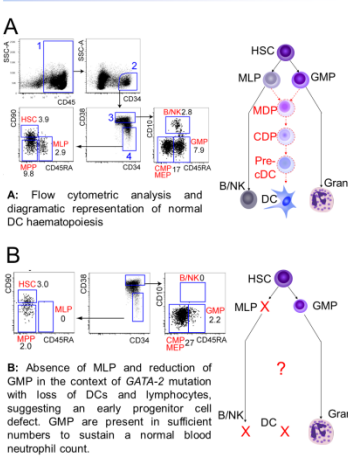 A
SSC-A
1
CD45
SSC-A
2
CD34
CD90
HSC 3.9
MLP
2.9
MPP
9.8
CD45RA
CD38
3
4
CD34
CD10
B/NK 2.8
GMP
7.9
CMP 17
MEP
CD45RA
HSC
MLP
GMP
MDP
CDP
Pre-
cDC
B/NK
DC
Gran
A: Flow cytometric analysis and
diagramatic representation of normal
DC haematopoiesis
B
CD90
HSC 3.0
MLP
0
MPP
2.0
CD45RA
CD38
CD34
CD10
B/NK 0
GMP
2.2
CMP 27
MEP
CD45RA
HSC
MLP X
GMP
?
B/NK
DC
Gran
X
X
B: Absence of MLP and reduction of
GMP in the context of GATA-2 mutation
with loss of DCs and lymphocytes,
suggesting an early progenitor cell
defect. GMP are present in sufficient
numbers to sustain a normal blood
neutrophil count.